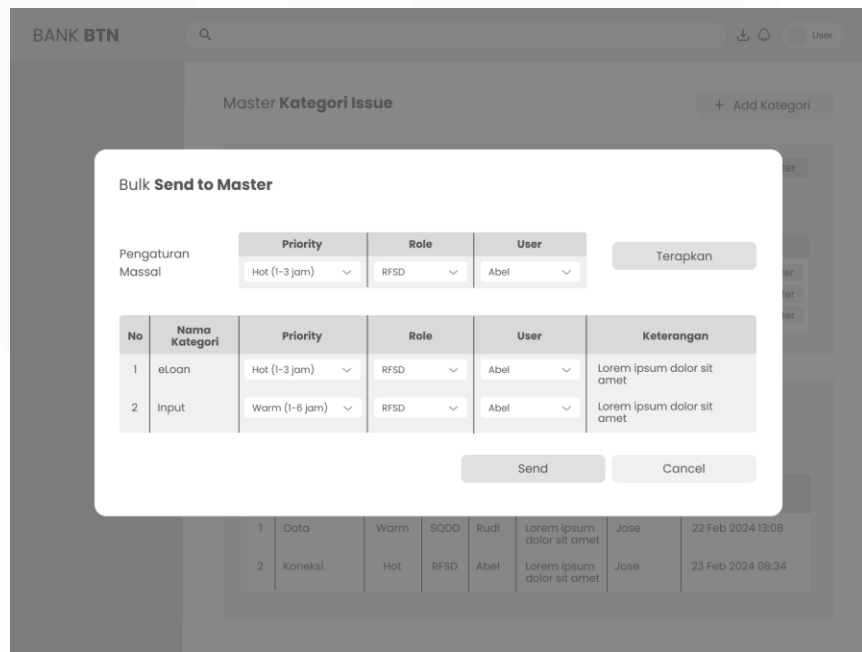 BANK BTN
User
Master Kategori Issue
+ Add Kategori
Bulk Send to Master
Pengaturan Massal
Priority Role User
Hot (1-3 jam) RFSD Abel
Terapkan
No Nama Kategori Priority Role User Keterangan
1 eLoan Hot (1-3 jam) RFSD Abel Lorem ipsum dolor sit amet
2 Input Warm (1-6 jam) RFSD Abel Lorem ipsum dolor sit amet
Send Cancel
1 Data Warm SQDD Rudi Lorem ipsum dolor sit amet Jose 22 Feb 2024 13:08
2 Koneksi Hot RFSD Abel Lorem ipsum dolor sit amet Jose 23 Feb 2024 08:34